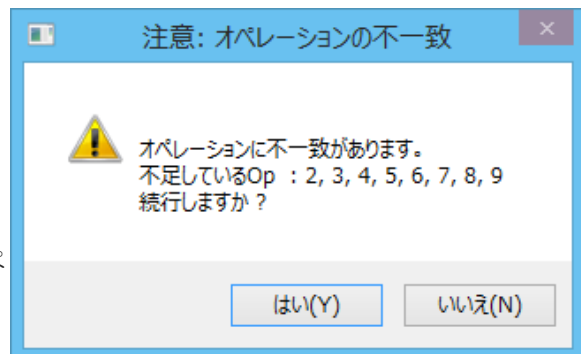 注意: オペレーションの不一致
オペレーションに不一致があります。
不足しているOp : 2, 3, 4, 5, 6, 7, 8, 9
続行しますか？
はい(Y)
いいえ(N)